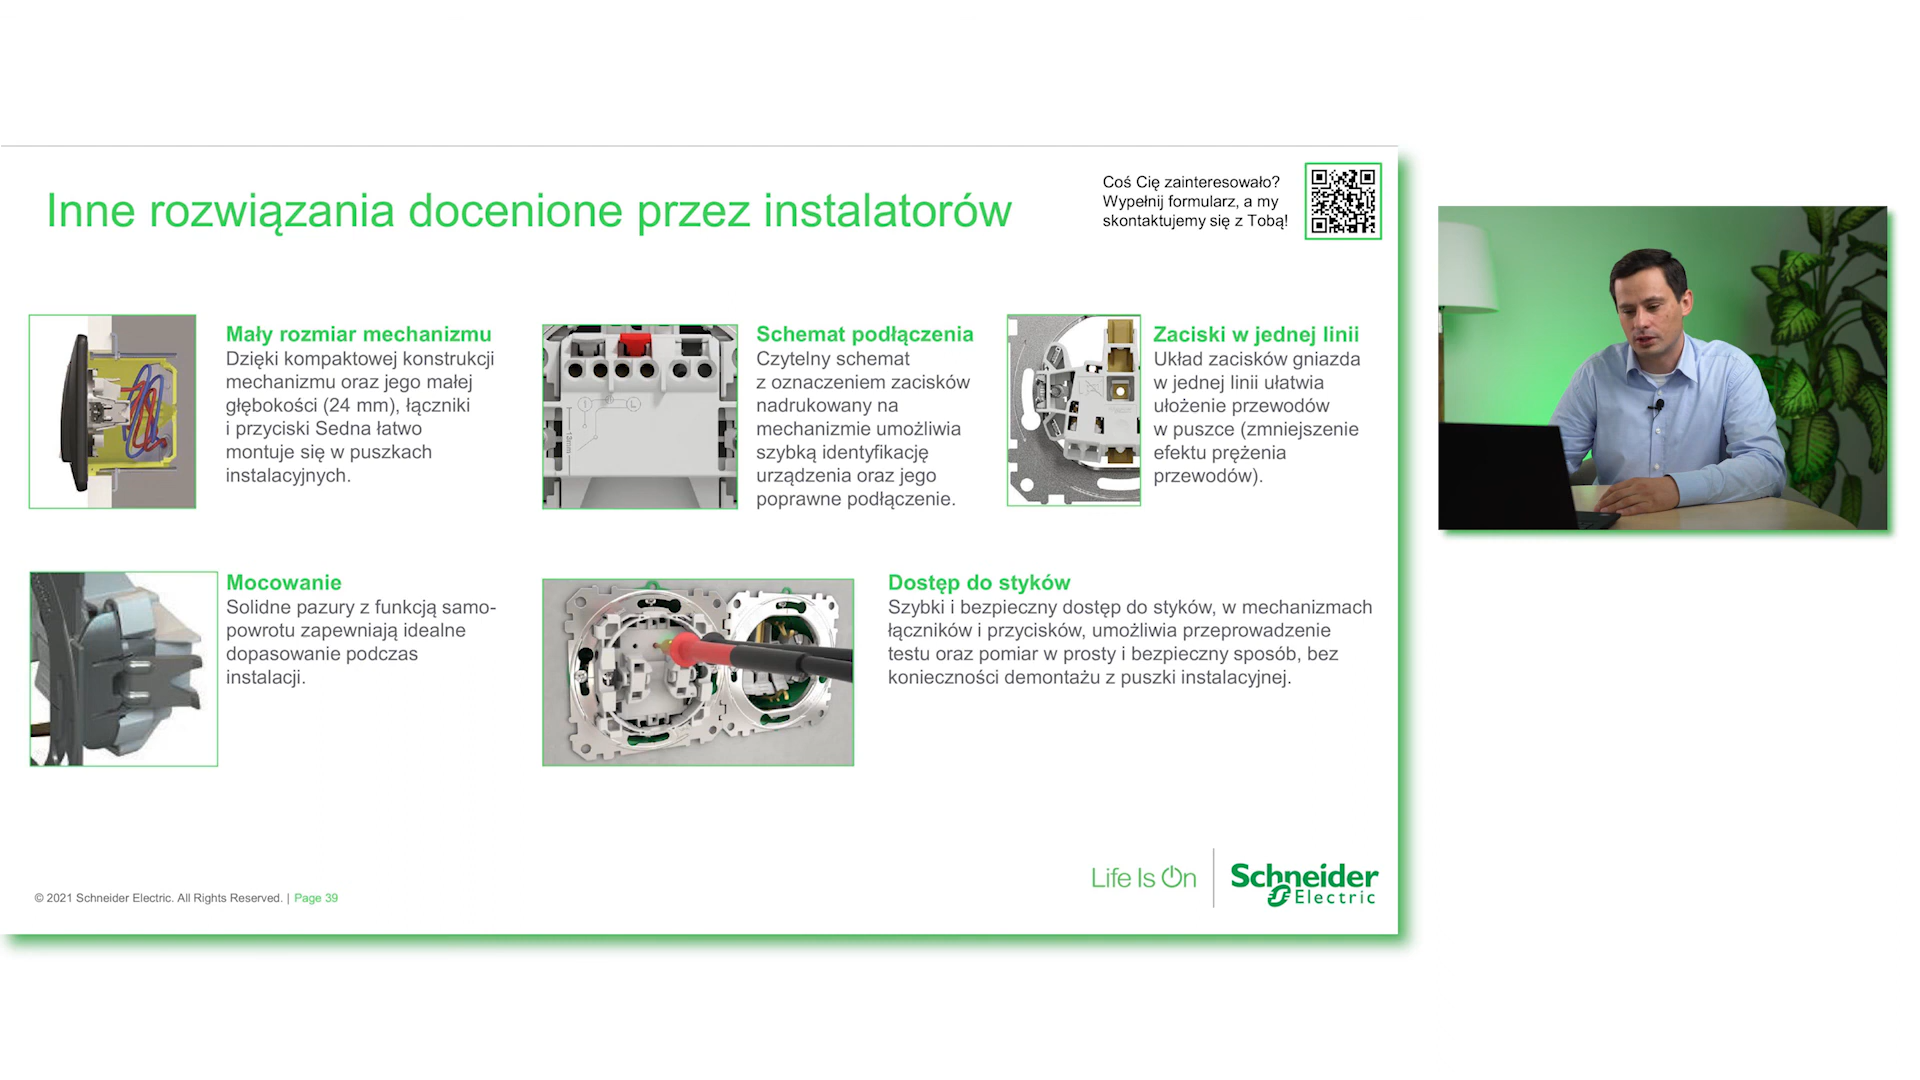 Inne rozwiązania docenione przez instalatorów
Coś Cię zainteresowało?
Wypełnij formularz, a my
skontaktujemy się z Tobą!
Mały rozmiar mechanizmu
Dzięki kompaktowej konstrukcji
mechanizmu oraz jego małej
głębokości (24 mm), łączniki
i przyciski Sedna łatwo
montuje się w puszkach
instalacyjnych.
13mm
L
Schemat podłączenia
Czytelny schemat
z oznaczeniem zacisków
nadrukowany na
mechanizmie umożliwia
szybką identyfikację
urządzenia oraz jego
poprawne podłączenie.
Zaciski w jednej linii
Układ zacisków gniazda
w jednej linii ułatwia
ułożenie przewodów
w puszce (zmniejszenie
efektu prężenia
przewodów).
Mocowanie
Solidne pazury z funkcją samo-
powrotu zapewniają idealne
dopasowanie podczas
instalacji.
Dostęp do styków
Szybki i bezpieczny dostęp do styków, w mechanizmach
łączników i przycisków, umożliwia przeprowadzenie
testu oraz pomiar w prosty i bezpieczny sposób, bez
konieczności demontażu z puszki instalacyjnej.
© 2021 Schneider Electric. All Rights Reserved. | Page 39
Life Is On
Schneider
Electric